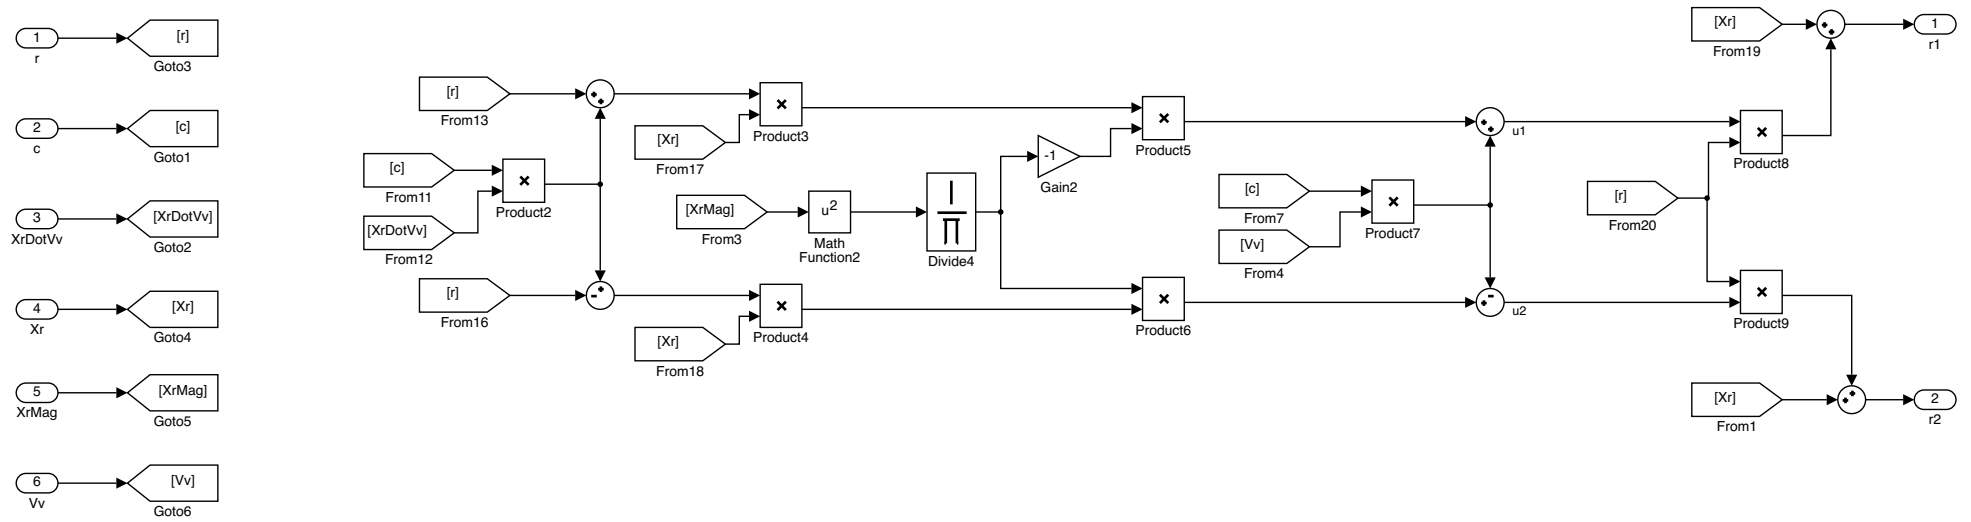 1
r
[r]
Goto3
2
c
[c]
Goto1
3
XrDotVv
[XrDotVv]
Goto2
4
Xr
[Xr]
Goto4
5
XrMag
[XrMag]
Goto5
6
Vv
[Vv]
Goto6
[r]
From13
[c]
From11
[XrDotVv]
From12
Product2
[r]
From16
[Xr]
From17
Product3
[XrMag]
From3
u2
Math
Function2
Divide4
[Xr]
From18
Product4
-1
Gain2
Product5
Product6
[c]
From7
[Vv]
From4
Product7
u1
u2
[r]
From20
Product8
Product9
[Xr]
From19
1
r1
[Xr]
From1
2
r2